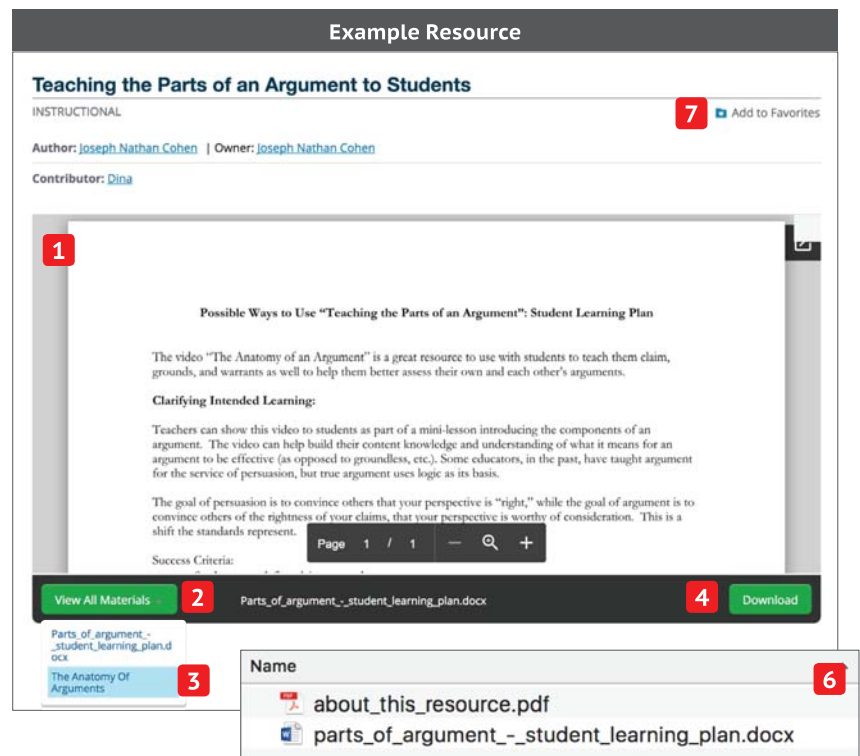 Example Resource
Teaching the Parts of an Argument to Students
INSTRUCTIONAL
7 Add to Favorites
Author: Joseph Nathan Cohen | Owner: Joseph Nathan Cohen
Contributor: Dina
1
Possible Ways to Use “Teaching the Parts of an Argument”: Student Learning Plan
The video “The Anatomy of an Argument” is a great resource to use with students to teach them claim,
grounds, and warrants as well to help them better assess their own and each other's arguments.
Clarifying Intended Learning:
Teachers can show this video to students as part of a mini-lesson introducing the components of an
argument. The video can help build their content knowledge and understanding of what it means for an
argument to be effective (as opposed to groundless, etc.). Some educators, in the past, have taught argument
for the service of persuasion, but true argument uses logic as its basis.
The goal of persuasion is to convince others that your perspective is “right,” while the goal of argument is to
convince others of the rightness of your claims, that your perspective is worthy of consideration. This is a
shift the standards represent.
Page 1 / 1
Success Criteria:
View All Materials 2 Parts_of_argument_-_student_learning_plan.docx 4 Download
Parts_of_argument_-
_student_learning_plan.d
ocx
The Anatomy Of
Arguments
3
Name 6
about_this_resource.pdf
parts_of_argument_-_student_learning_plan.docx